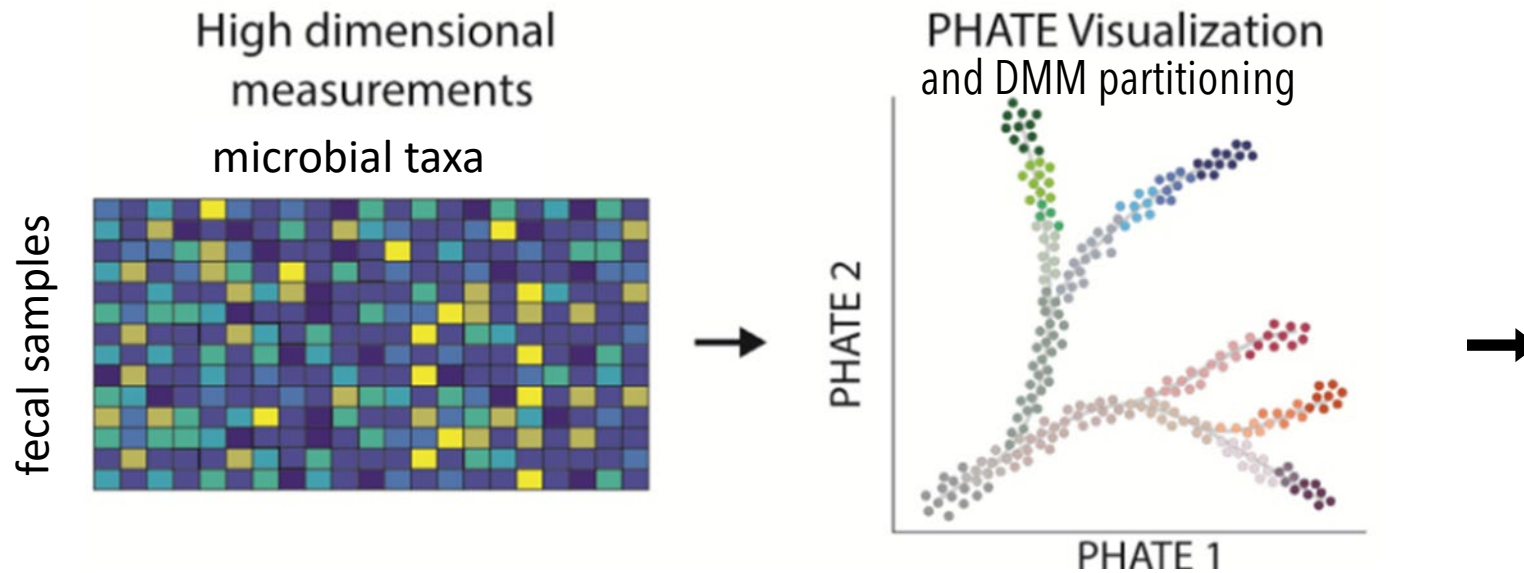 High dimensional
measurements
microbial taxa
fecal samples
PHATE Visualization
and DMM partitioning
PHATE 2
PHATE 1